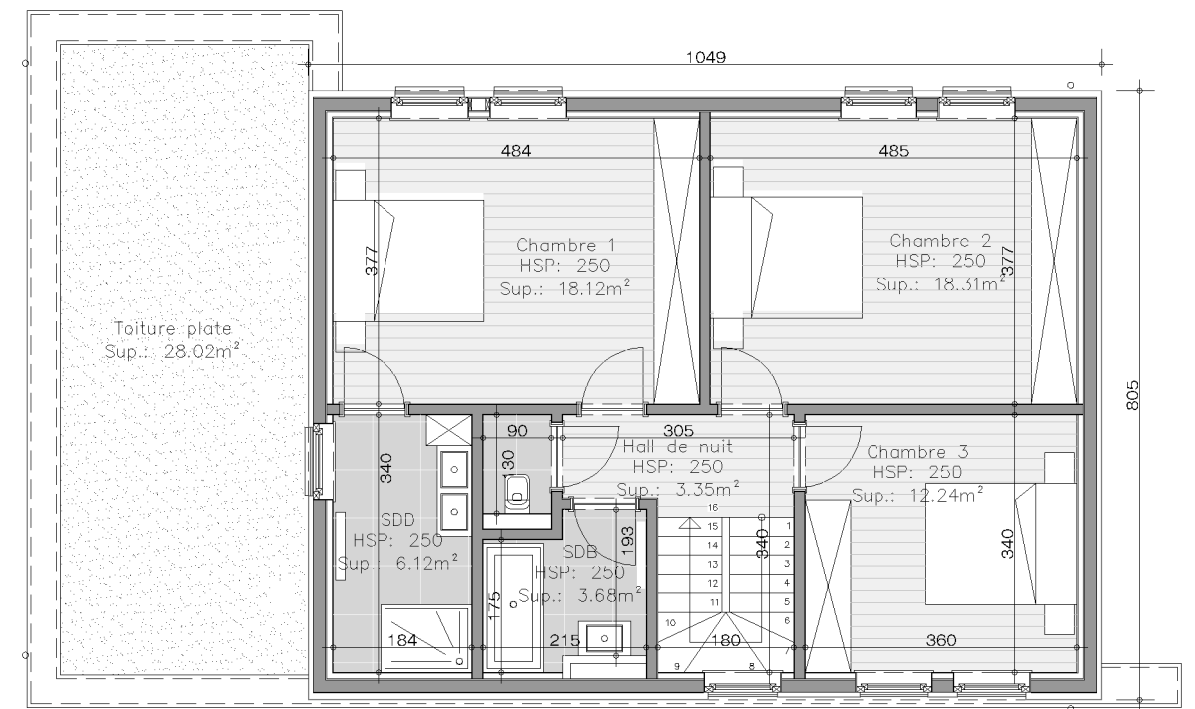 1049
484
485
Chambre 1
HSP: 250
Sup.: 18.12m²
377
Chambre 2
HSP: 250
Sup.: 18.31m²
377
Toiture plate
Sup.: 28.02m²
805
90
305
130
340
Hall de nuit
HSP: 250
Sup.: 3.35m²
Chambre 3
HSP: 250
Sup.: 12.24m²
SDD
HSP: 250
Sup.: 6.12m²
SDB
HSP: 250
Sup.: 3.68m²
193
175
16
15
14
13
12
11
10
9
8
7
6
5
4
3
2
1
340
340
184
215
180
360